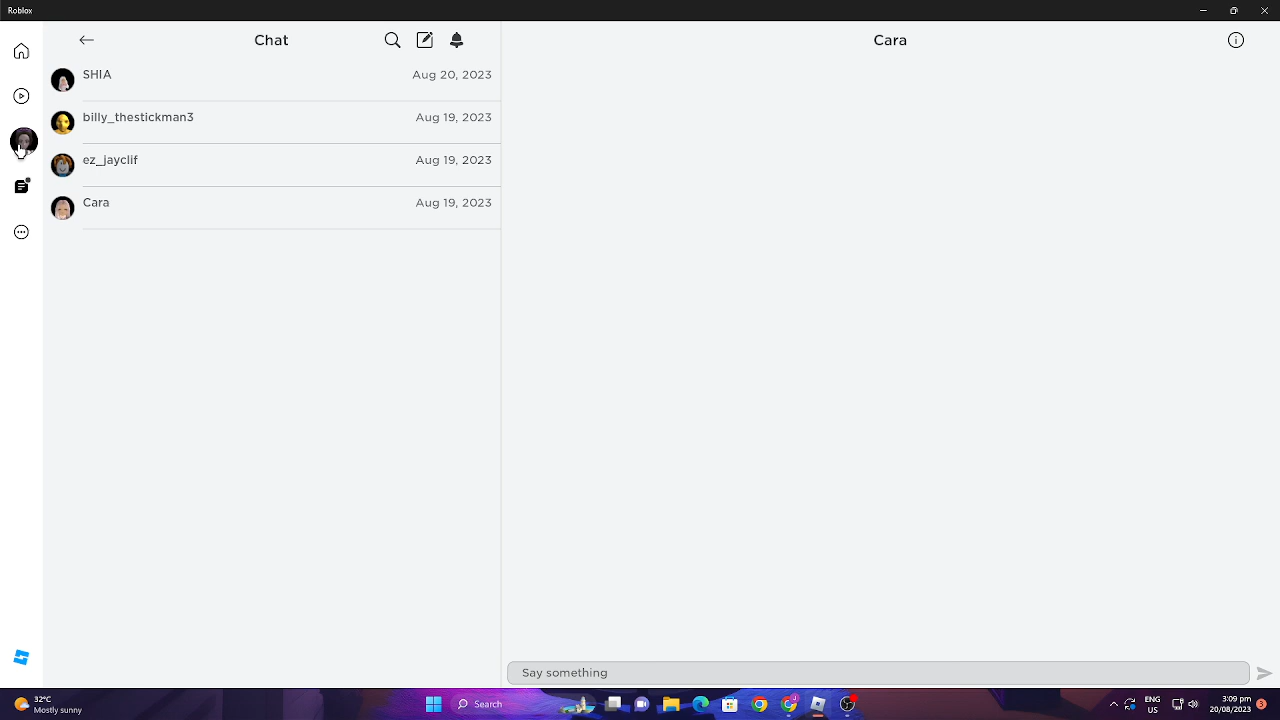 Roblox
Chat
Cara
SHIA Aug 20, 2023
billy_thestickman3 Aug 19, 2023
ez_jayclif Aug 19, 2023
Cara Aug 19, 2023
Say something
32°C
Mostly sunny
Search
ENG
US
3:09 pm
20/08/2023
3